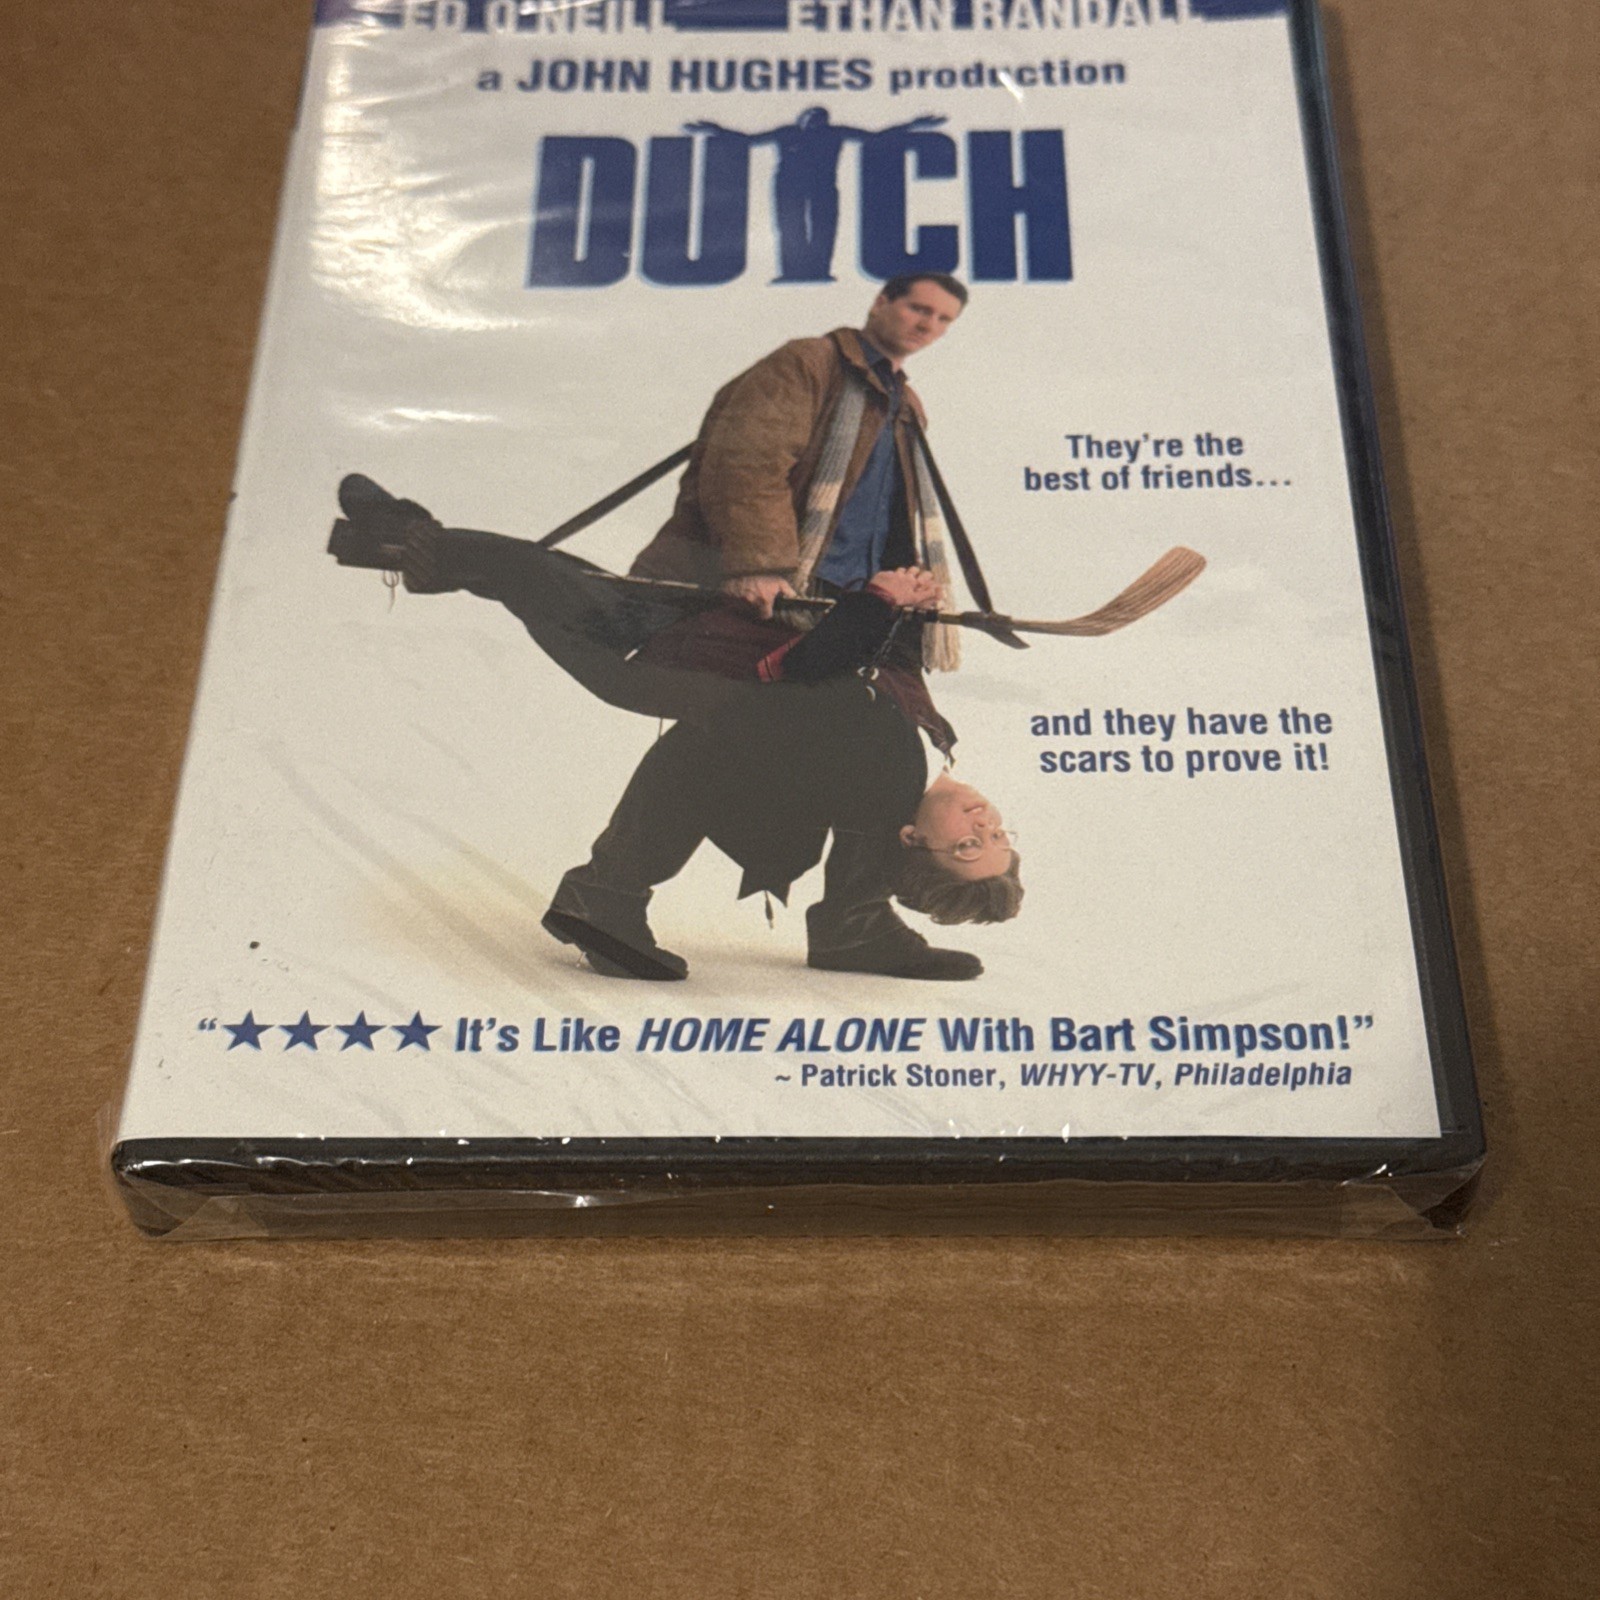 ED O'NEILL ETHAN RANDALL
a JOHN HUGHES production
DUTCH
They're the
best of friends...
and they have the
scars to prove it!
"★★★★ It's Like HOME ALONE With Bart Simpson!"
~ Patrick Stoner, WHYY-TV, Philadelphia